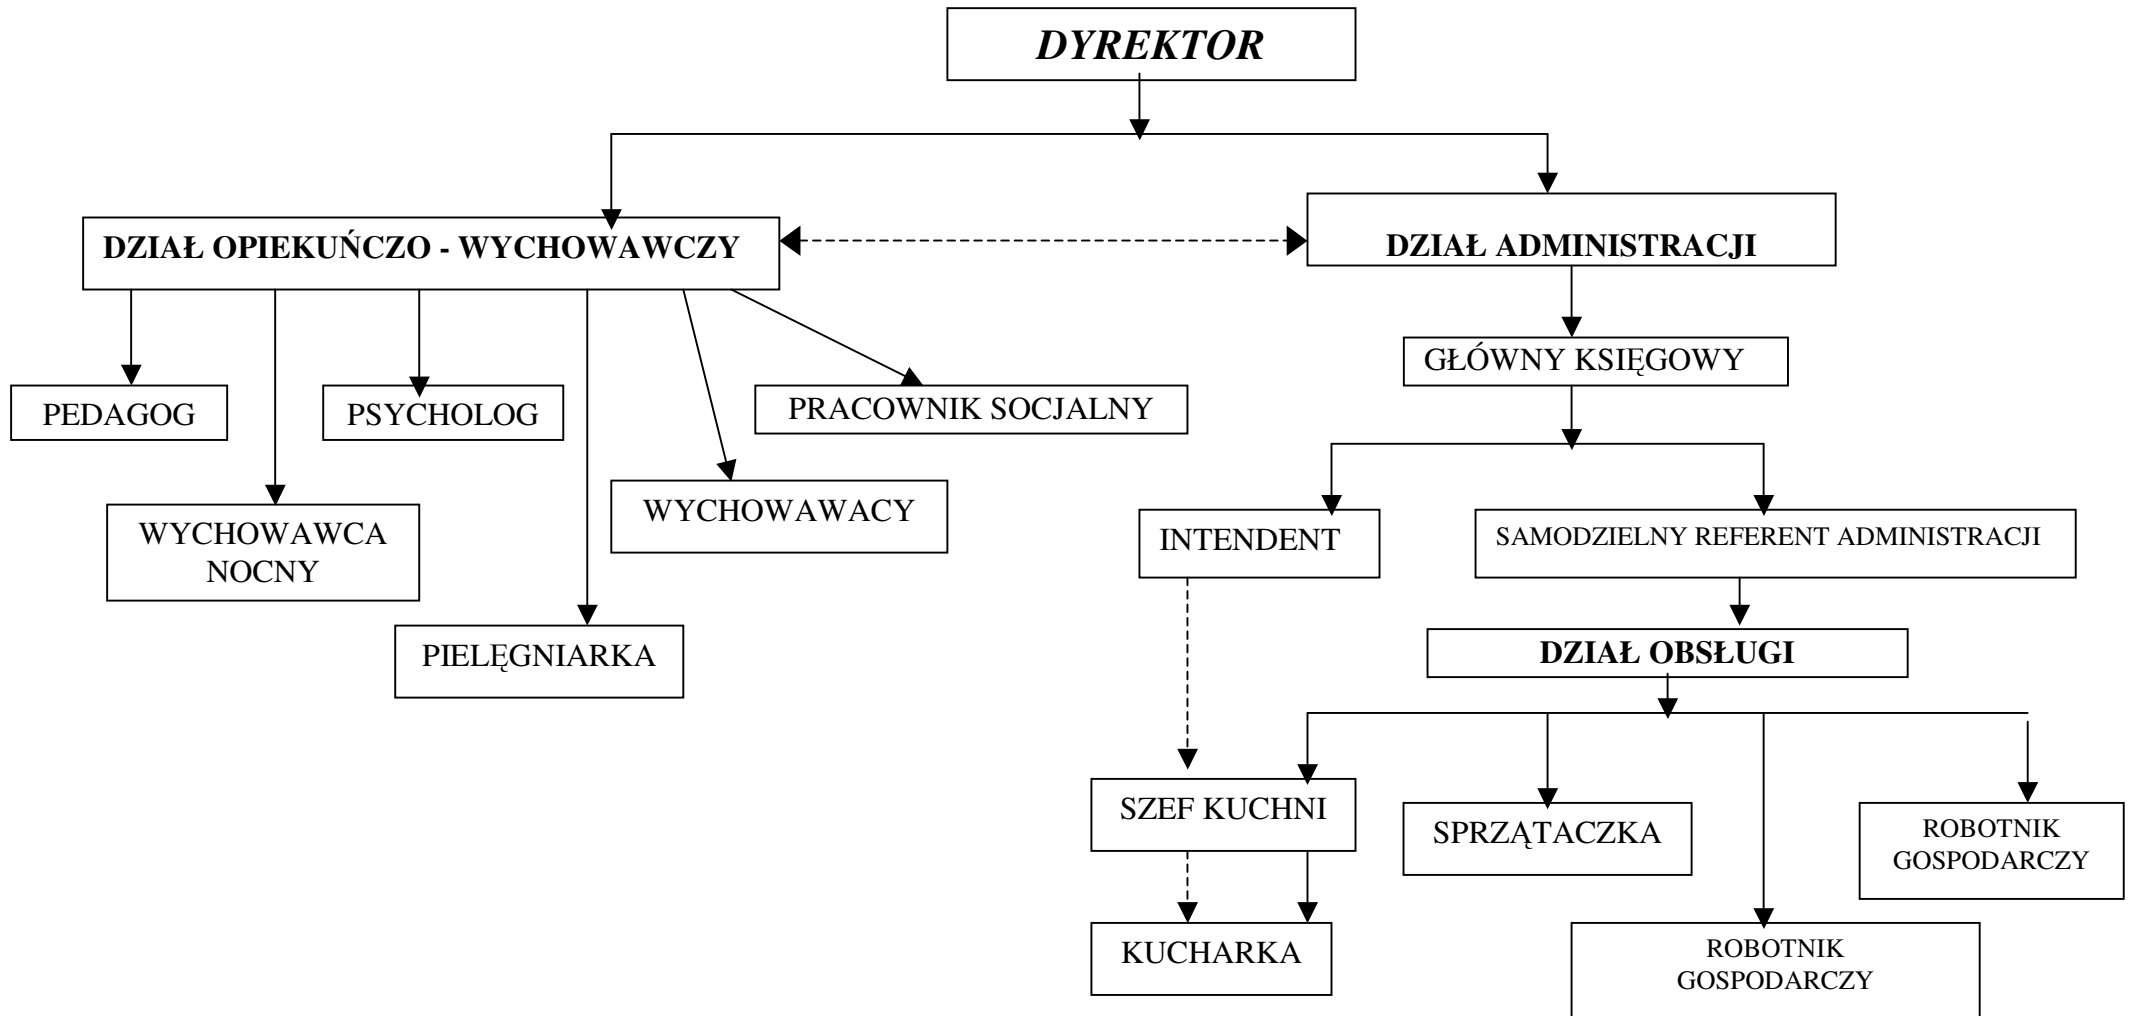 DYREKTOR
DZIAŁ OPIEKUŃCZO - WYCHOWAWCZY
DZIAŁ ADMINISTRACJI
GŁÓWNY KSIĘGOWY
PEDAGOG
PSYCHOLOG
PRACOWNIK SOCJALNY
WYCHOWAWCA
NOCNY
WYCHOWAWACY
INTENDENT
SAMODZIELNY REFERENT ADMINISTRACJI
PIELĘGNIARKA
DZIAŁ OBSŁUGI
SZEF KUCHNI
SPRZĄTACZKA
ROBOTNIK
GOSPODARCZY
KUCHARKA
ROBOTNIK
GOSPODARCZY